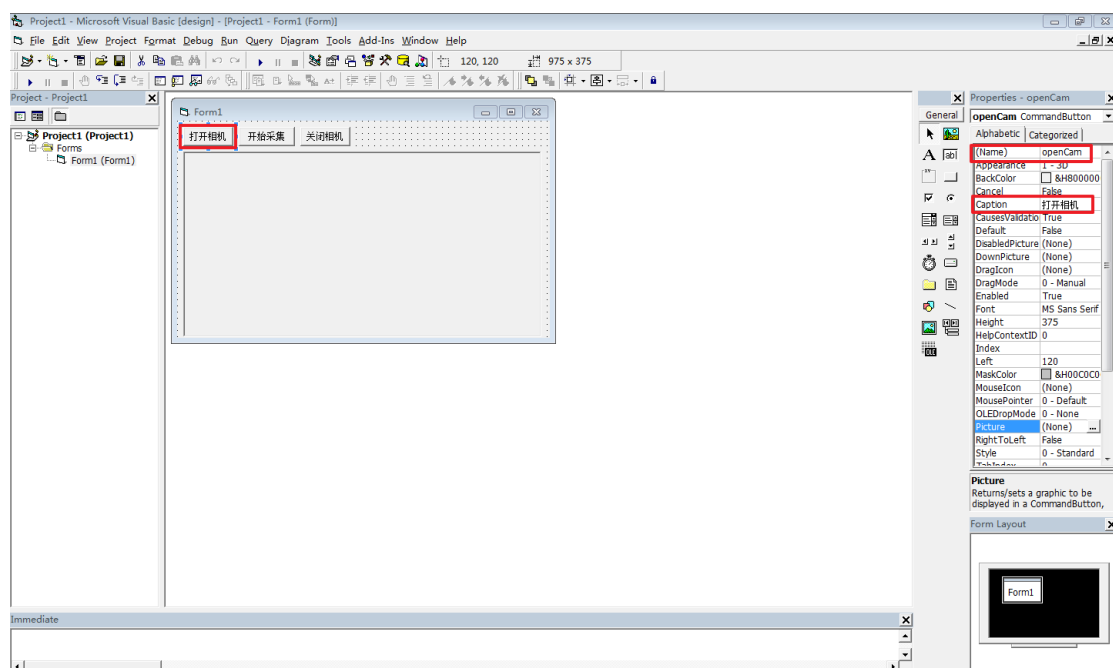 Project1 - Microsoft Visual Basic [design] - [Project1 - Form1 (Form)]
File Edit View Project Format Debug Run Query Diagram Tools Add-Ins Window Help
120, 120 975 x 375
Project - Project1
Project1 (Project1)
Forms
Form1 (Form1)
Form1
打开相机 开始采集 关闭相机
General
A ab|
OLE
Properties - openCam
openCam CommandButton
Alphabetic Categorized
(Name) openCam
Appearance 1 - 3D
BackColor &H800000
Cancel False
Caption 打开相机
CausesValidatio True
Default False
DisabledPicture (None)
DownPicture (None)
DragIcon (None)
DragMode 0 - Manual
Enabled True
Font MS Sans Serif
Height 375
HelpContextID 0
Index
Left 120
MaskColor &H00C0C0
MouseIcon (None)
MousePointer 0 - Default
OLEDropMode 0 - None
Picture (None) ...
RightToLeft False
Style 0 - Standard
TabIndex 0
Picture
Returns/sets a graphic to be
displayed in a CommandButton,
Form Layout
Form1
Immediate